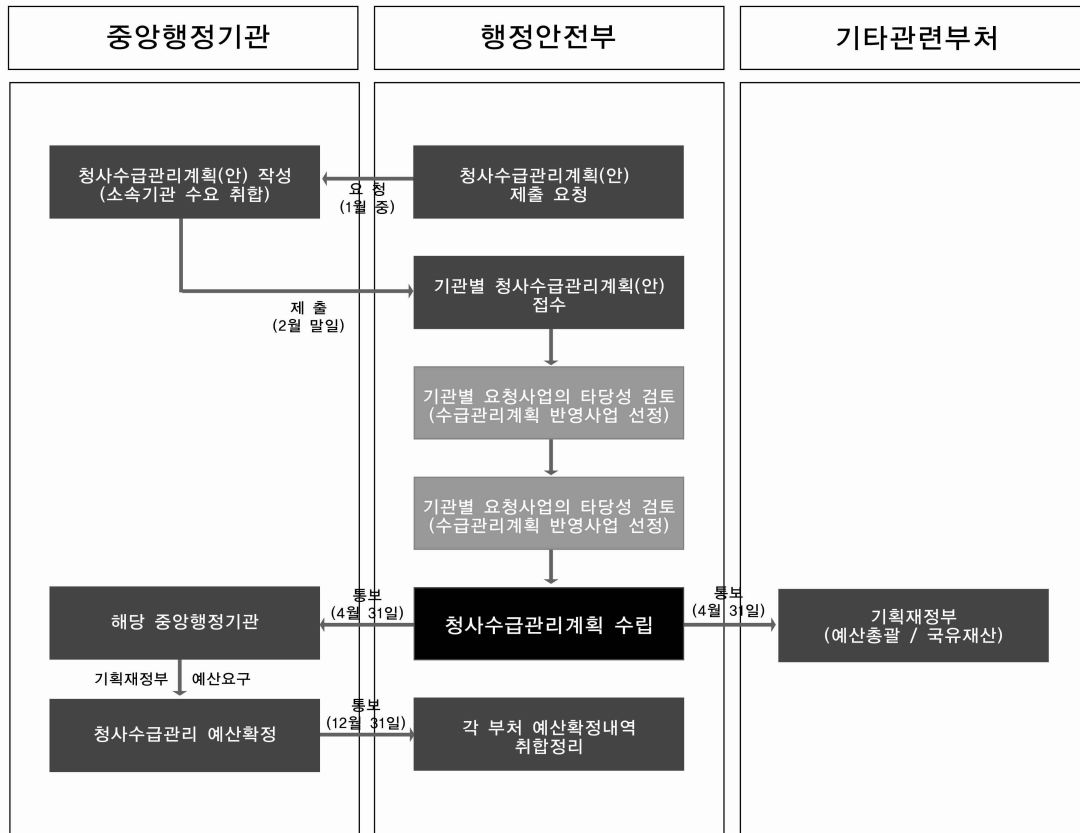 중앙행정기관
행정안전부
기타관련부처
청사수급관리계획(안) 작성
(소속기관 수요 취합)
요 청
(1월 중)
청사수급관리계획(안)
제출 요청
제 출
(2월 말일)
기관별 청사수급관리계획(안)
접수
기관별 요청사업의 타당성 검토
(수급관리계획 반영사업 선정)
기관별 요청사업의 타당성 검토
(수급관리계획 반영사업 선정)
해당 중앙행정기관
통보
(4월 31일)
청사수급관리계획 수립
통보
(4월 31일)
기획재정부
(예산총괄 / 국유재산)
기획재정부 예산요구
청사수급관리 예산확정
통보
(12월 31일)
각 부처 예산확정내역
취합정리